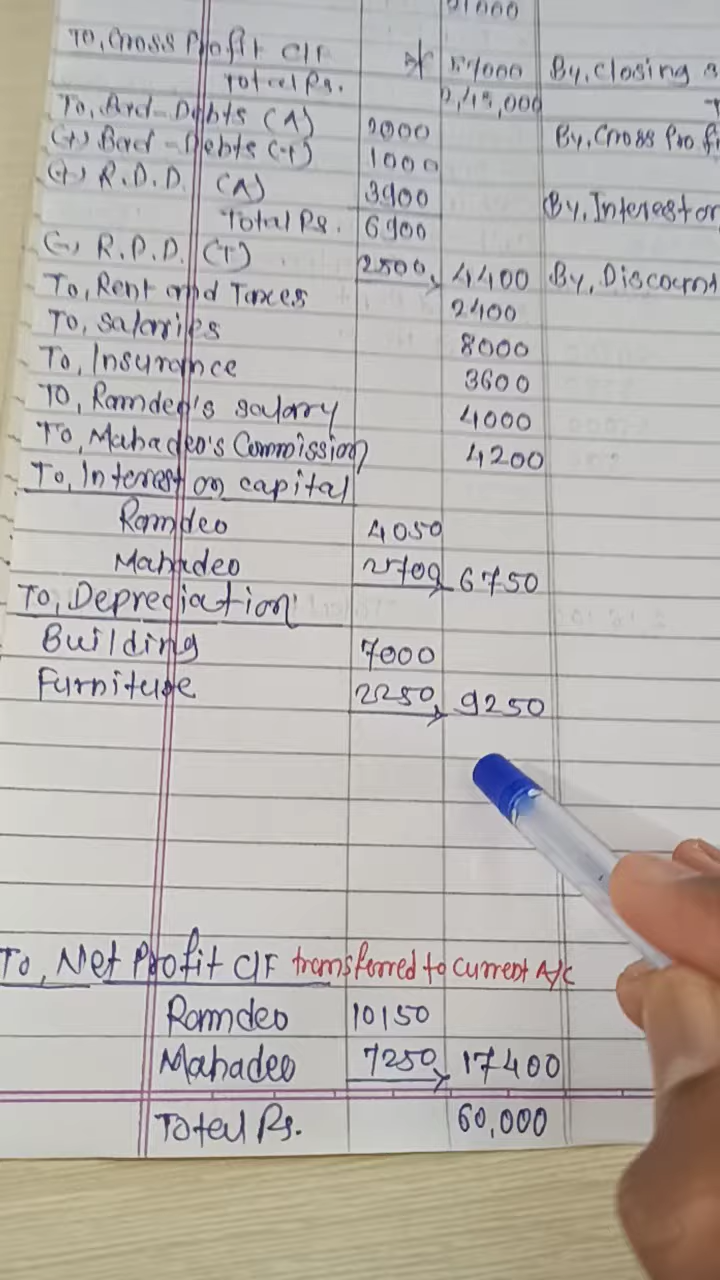 To, Gross Profit C/F 57000 By, Closing
Total Rs. 2,15,000
To, Bad-Debts (A) 2000 By, Gross Profi
(+) Bad-Debts (T) 1000
(+) R.D.D. (A) 3900 By, Interest on
Total Rs. 6900
(-) R.D.D. (T) 2500 4400 By, Discount
To, Rent and Taxes 2400
To, Salaries 8000
To, Insurance 3600
To, Ramdeo's Salary 4000
To, Mahadeo's Commission 4200
To, Interest on capital
Ramdeo 4050
Mahadeo 2700 6750
To, Depreciation
Building 7000
Furniture 2250 9250
To, Net Profit C/F transferred to Current A/c
Ramdeo 10150
Mahadeo 7250 17400
Total Rs. 60,000